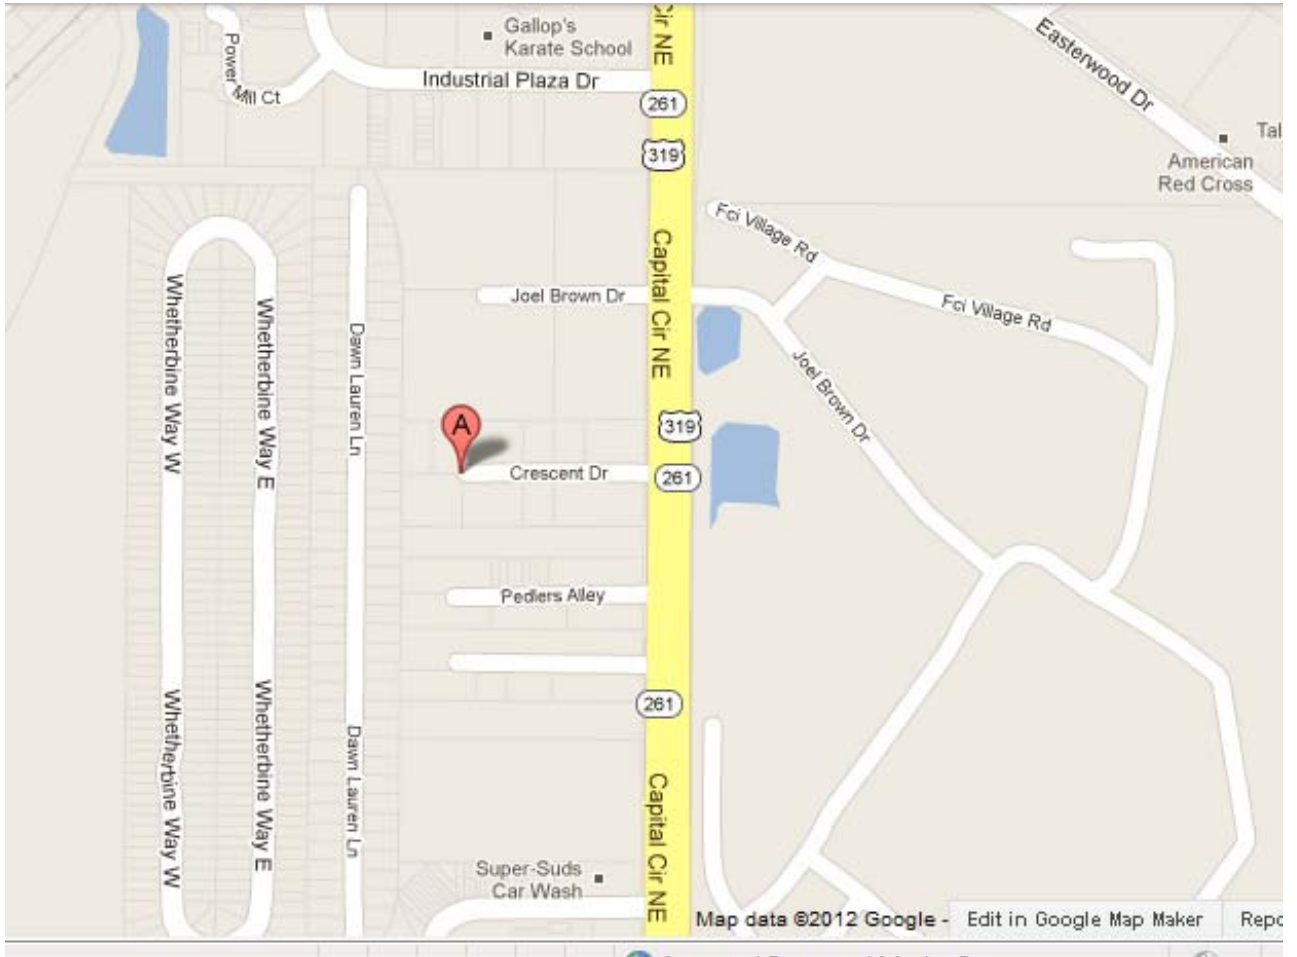 Gallop's
Karate School
Cir NE
Easterwood Dr
Power Mill Ct
Industrial Plaza Dr
261
319
Tal
American
Red Cross
Fci Village Rd
Capital Cir NE
Joel Brown Dr
Fci Village Rd
Whetherbine Way W
Whetherbine Way E
Dawn Lauren Ln
Joel Brown Dr
A
319
Crescent Dr
261
Pedlers Alley
261
Whetherbine Way W
Whetherbine Way E
Dawn Lauren Ln
Capital Cir NE
Super-Suds
Car Wash
Map data ©2012 Google - Edit in Google Map Maker Repo